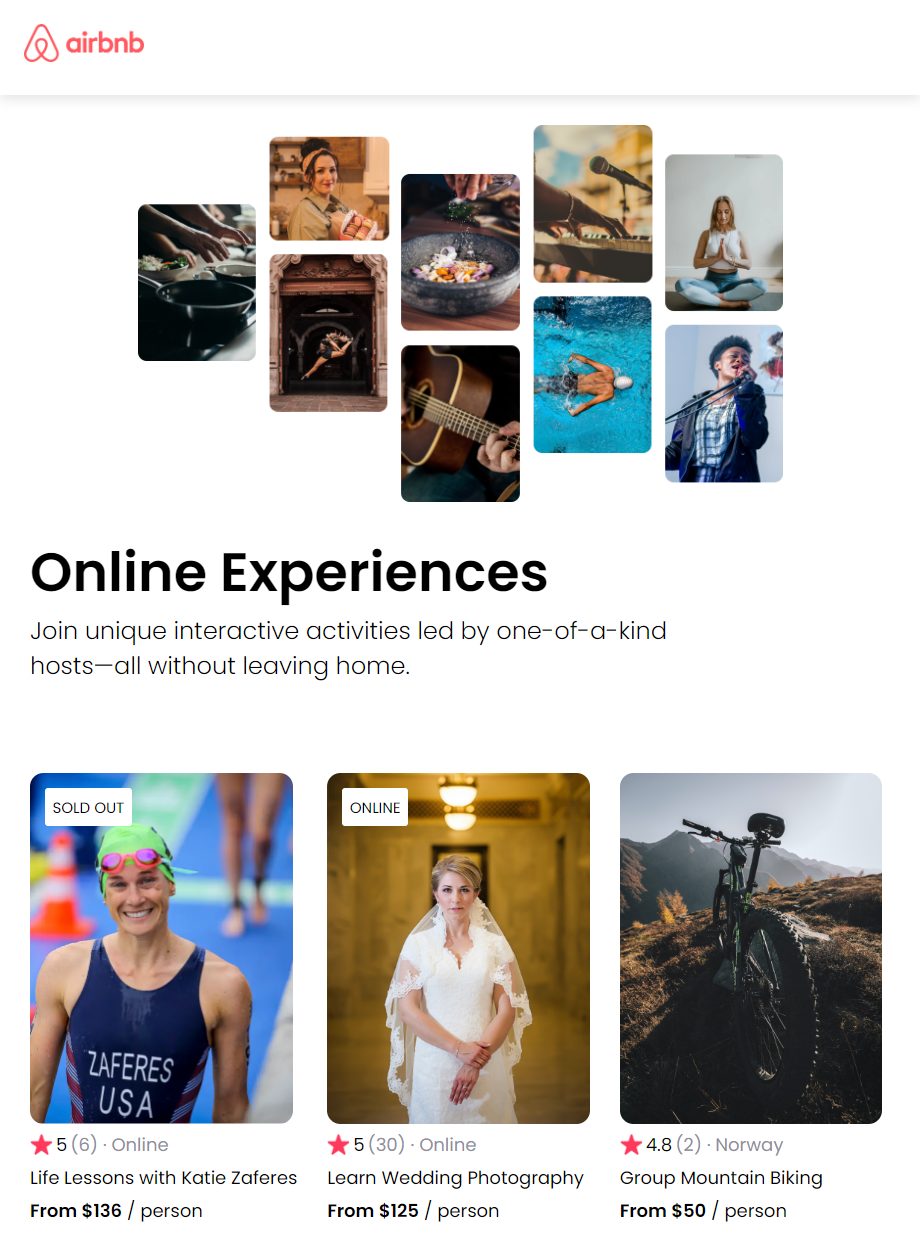 airbnb
Online Experiences
Join unique interactive activities led by one-of-a-kind
hosts—all without leaving home.
SOLD OUT
ZAFERES
USA
5 (6) · Online
Life Lessons with Katie Zaferes
From $136 / person
ONLINE
5 (30) · Online
Learn Wedding Photography
From $125 / person
4.8 (2) · Norway
Group Mountain Biking
From $50 / person